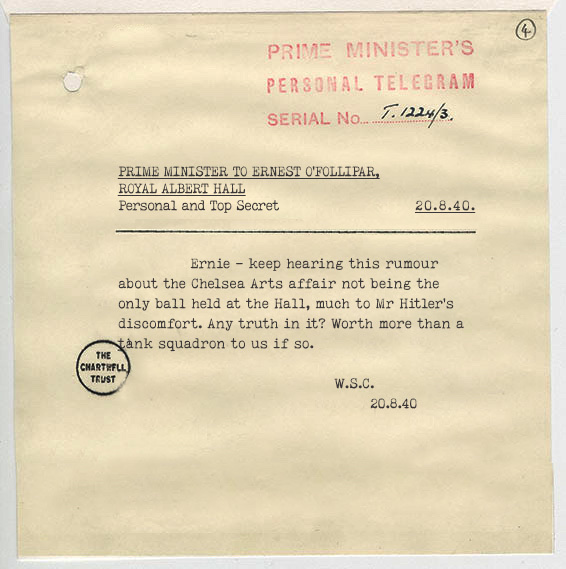 4
PRIME MINISTER'S
PERSONAL TELEGRAM
SERIAL No... T.1224/3.
PRIME MINISTER TO ERNEST O'FOLLIPAR,
ROYAL ALBERT HALL
Personal and Top Secret 20.8.40.
Ernie - keep hearing this rumour
about the Chelsea Arts affair not being the
only ball held at the Hall, much to Mr Hitler's
discomfort. Any truth in it? Worth more than a
tank squadron to us if so.
THE
CHARTWELL
TRUST
W.S.C.
20.8.40